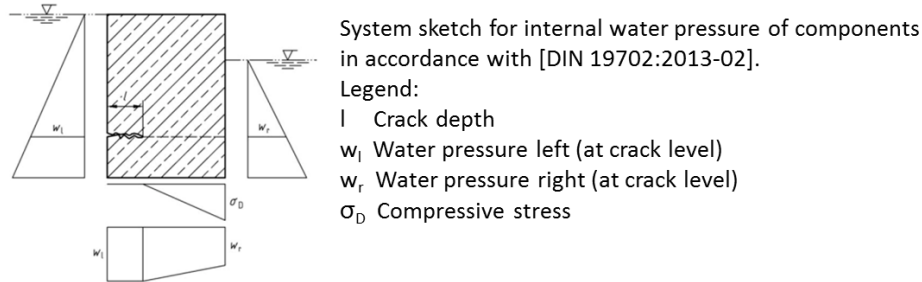 System sketch for internal water pressure of components
in accordance with [DIN 19702:2013-02].
Legend:
l Crack depth
wl Water pressure left (at crack level)
wr Water pressure right (at crack level)
σD Compressive stress
l
wl
wr
σD
wl
wr